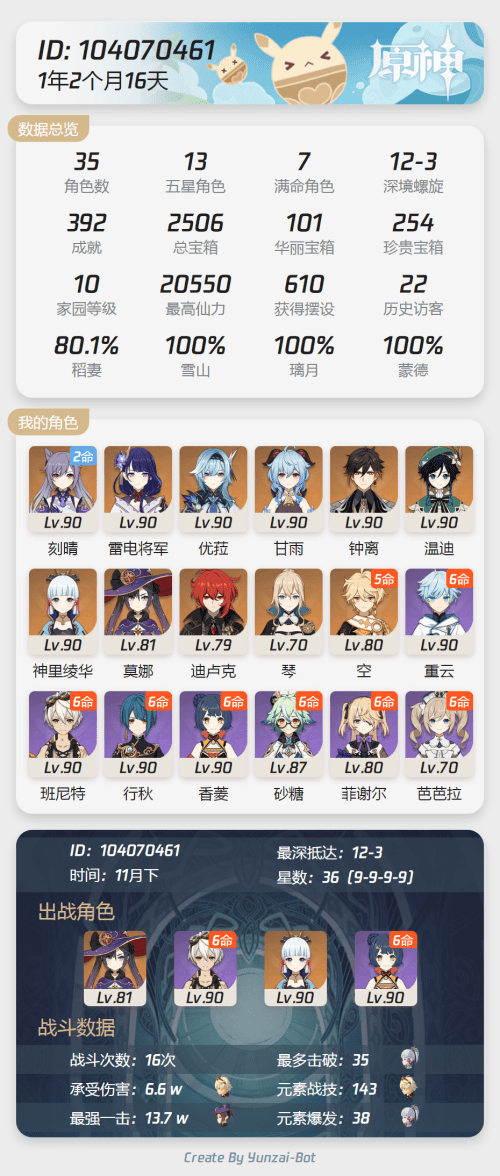 ID: 104070461
1年2个月16天
原神
数据总览
35 13 7 12-3
角色数 五星角色 满命角色 深境螺旋
392 2506 101 254
成就 总宝箱 华丽宝箱 珍贵宝箱
10 20550 610 22
家园等级 最高仙力 获得摆设 历史访客
80.1% 100% 100% 100%
稻妻 雪山 璃月 蒙德
我的角色
2命
Lv.90 Lv.90 Lv.90 Lv.90 Lv.90 Lv.90
刻晴 雷电将军 优菈 甘雨 钟离 温迪
5命 6命
Lv.90 Lv.81 Lv.79 Lv.70 Lv.80 Lv.90
神里绫华 莫娜 迪卢克 琴 空 重云
6命 6命 6命 6命 6命 6命
Lv.90 Lv.90 Lv.90 Lv.87 Lv.80 Lv.70
班尼特 行秋 香菱 砂糖 菲谢尔 芭芭拉
ID: 104070461 最深抵达: 12-3
时间: 11月下 星数: 36 (9-9-9-9)
出战角色
6命 6命
Lv.81 Lv.90 Lv.90 Lv.90
战斗数据
战斗次数: 16次 最多击破: 35
承受伤害: 6.6 w 元素战技: 143
最强一击: 13.7 w 元素爆发: 38
Create By Yunzai-Bot